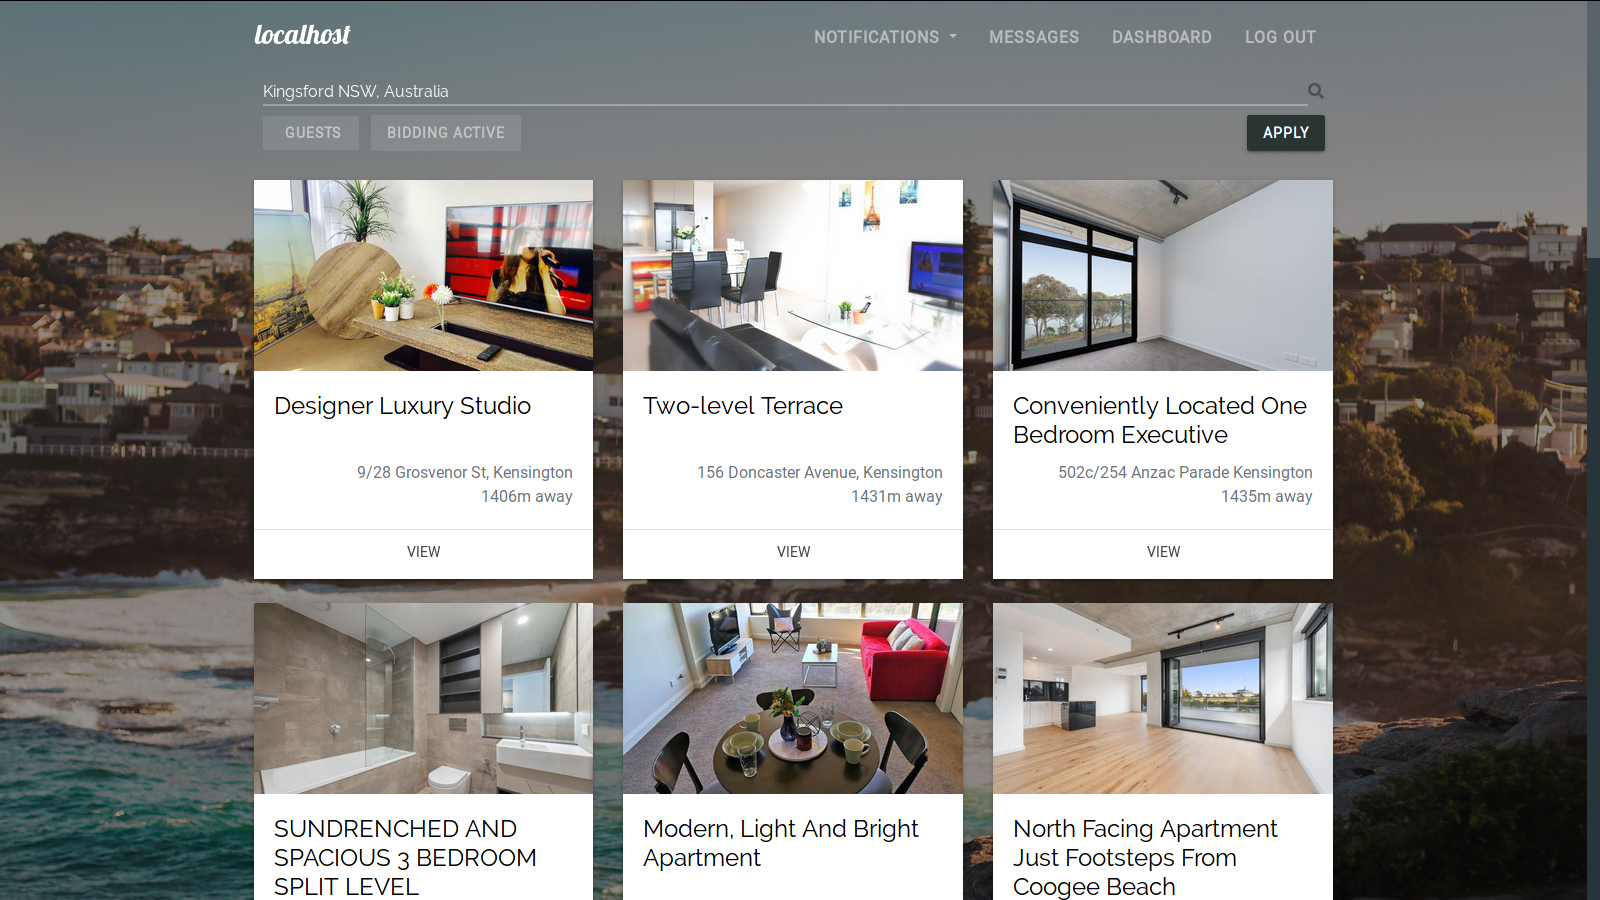 localhost
NOTIFICATIONS
MESSAGES
DASHBOARD
LOG OUT
Kingsford NSW, Australia
GUESTS
BIDDING ACTIVE
APPLY
Designer Luxury Studio
9/28 Grosvenor St, Kensington
1406m away
VIEW
Two-level Terrace
156 Doncaster Avenue, Kensington
1431m away
VIEW
Conveniently Located One
Bedroom Executive
502c/254 Anzac Parade Kensington
1435m away
VIEW
SUNDRENCHED AND
SPACIOUS 3 BEDROOM
SPLIT LEVEL
Modern, Light And Bright
Apartment
North Facing Apartment
Just Footsteps From
Coogee Beach